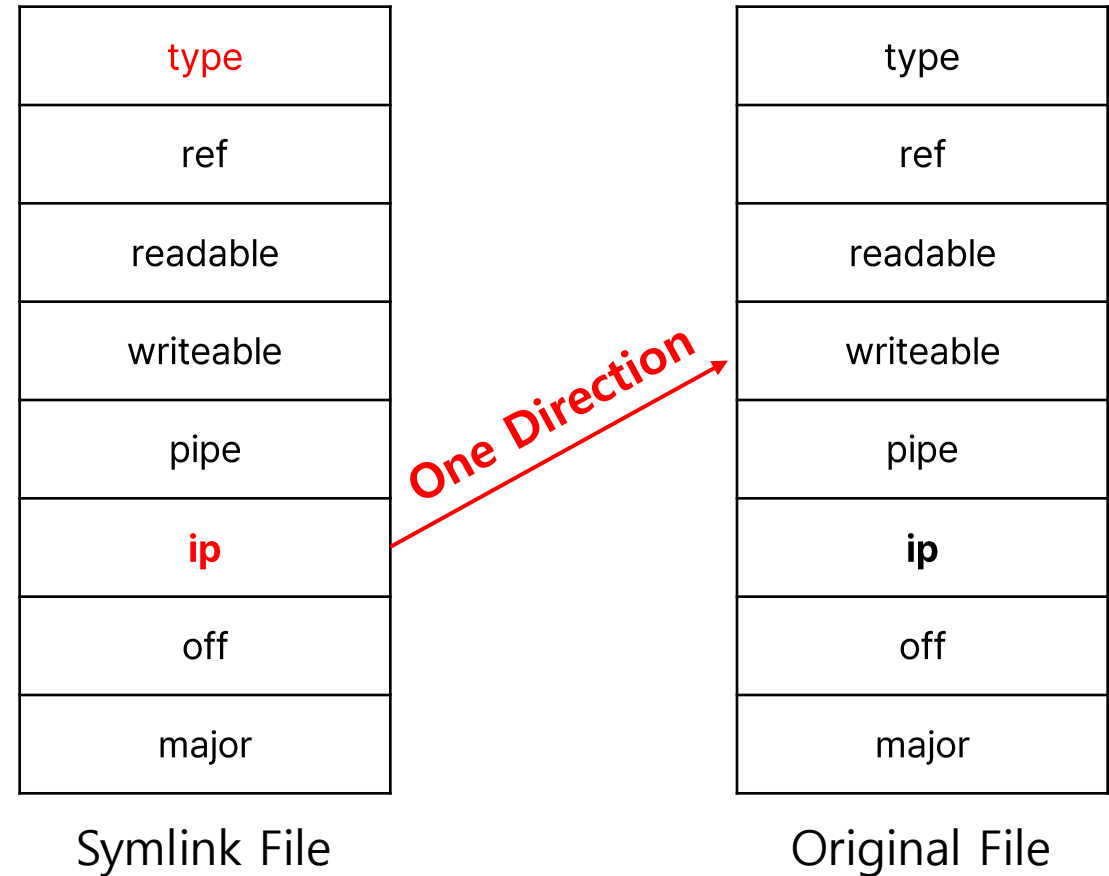 type
ref
readable
writeable
pipe
ip
off
major
Symlink File
One Direction
type
ref
readable
writeable
pipe
ip
off
major
Original File